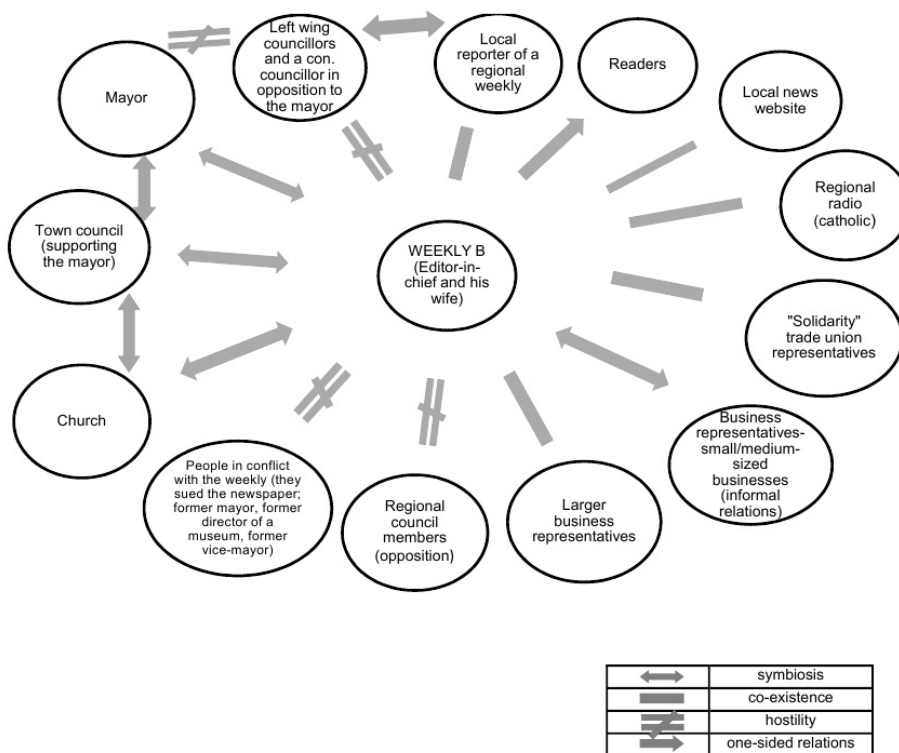 Left wing
councillors
and a con.
councillor in
opposition to
the mayor
Local
reporter of a
regional
weekly
Readers
Mayor
Local news
website
Regional
radio
(catholic)
Town council
(supporting
the mayor)
WEEKLY B
(Editor-in-
chief and his
wife)
"Solidarity"
trade union
representatives
Church
Business
representatives-
small/medium-
sized
businesses
(informal
relations)
People in conflict
with the weekly (they
sued the newspaper;
former mayor, former
director of a
museum, former
vice-mayor)
Regional
council
members
(opposition)
Larger
business
representatives
symbiosis
co-existence
hostility
one-sided relations